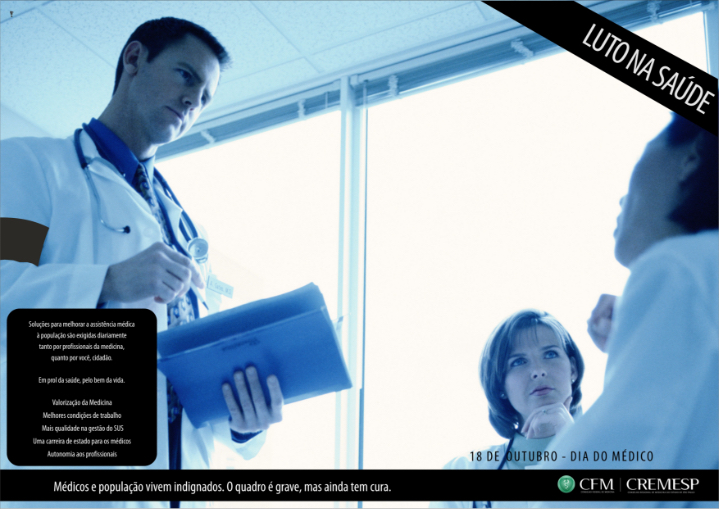 LUTO NA SAÚDE
Soluções para melhorar a assistência médica
à população são exigidas diariamente
tanto por profissionais da medicina,
quanto por você, cidadão.
Em prol da saúde, pelo bem da vida.
Valorização da Medicina
Melhores condições de trabalho
Mais qualidade na gestão do SUS
Uma carreira de estado para os médicos
Autonomia aos profissionais
18 DE OUTUBRO - DIA DO MÉDICO
Médicos e população vivem indignados. O quadro é grave, mas ainda tem cura.
CFM | CREMESP